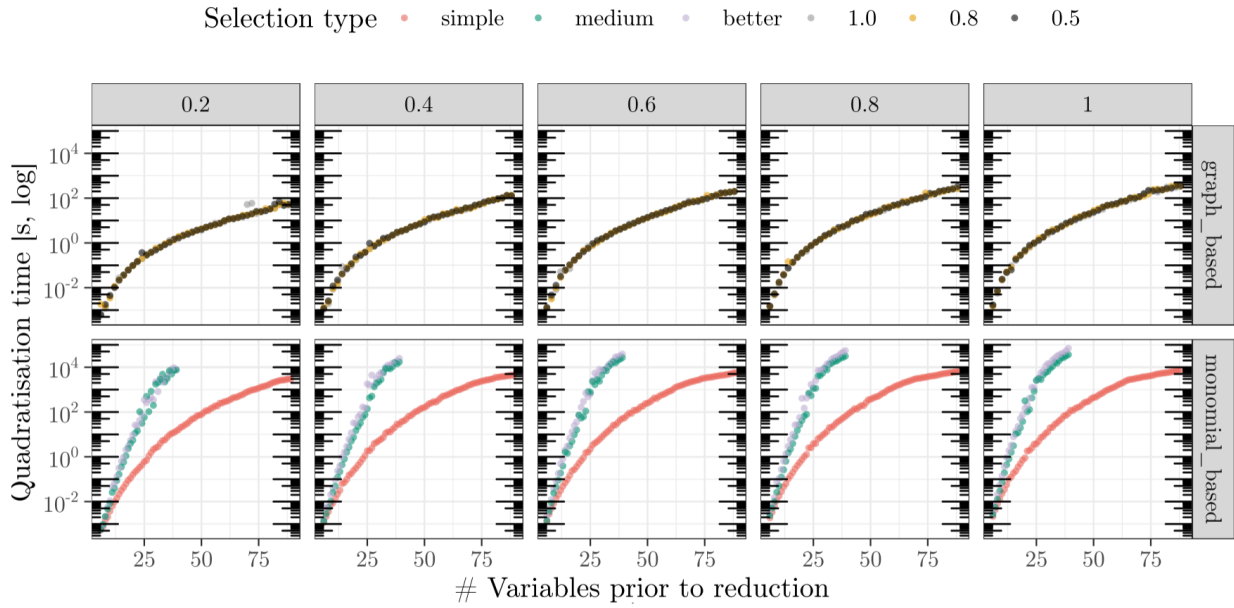 Selection type simple medium better 1.0 0.8 0.5
0.2 0.4 0.6 0.8 1
Quadratisation time [s, log]
10^4
10^2
10^0
10^-2
graph_based
10^4
10^2
10^0
10^-2
monomial_based
25 50 75 25 50 75 25 50 75 25 50 75 25 50 75
# Variables prior to reduction